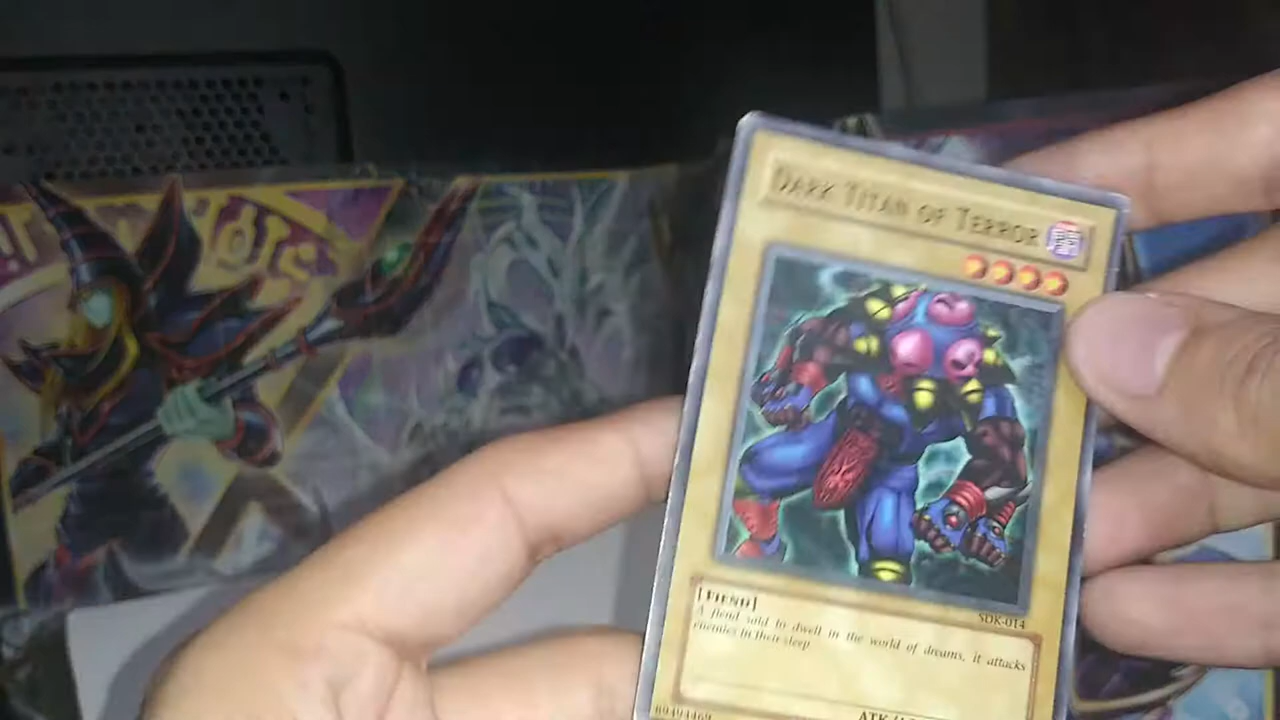 DARK TITAN OF TERROR
SDK-014
[FIEND]
A fiend said to dwell in the world of dreams, it attacks
enemies in their sleep
ATK/